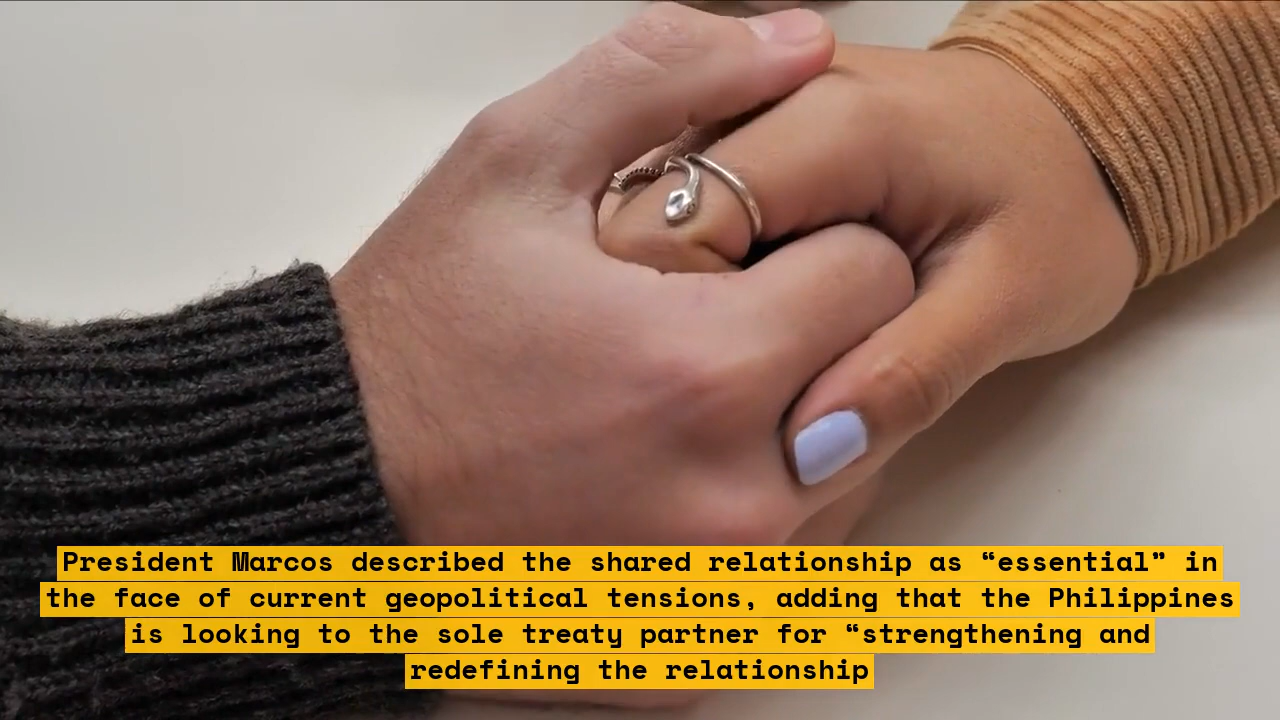 President Marcos described the shared relationship as “essential” in
the face of current geopolitical tensions, adding that the Philippines
is looking to the sole treaty partner for “strengthening and
redefining the relationship